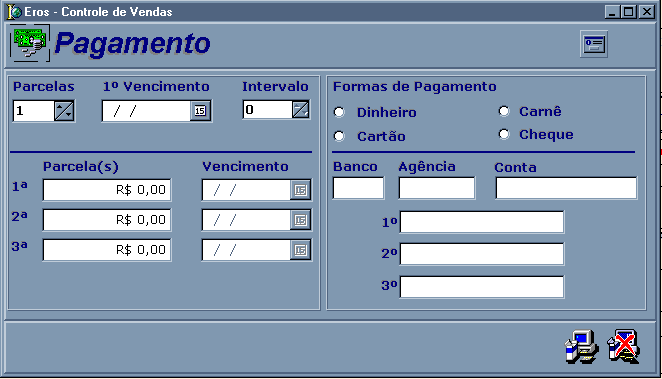 Eros - Controle de Vendas
Pagamento
Parcelas 1º Vencimento Intervalo
1 / / 15 0
Parcela(s) Vencimento
1ª R$ 0,00 / / 15
2ª R$ 0,00 / / 15
3ª R$ 0,00 / / 15
Formas de Pagamento
Dinheiro Carnê
Cartão Cheque
Banco Agência Conta
1º
2º
3º